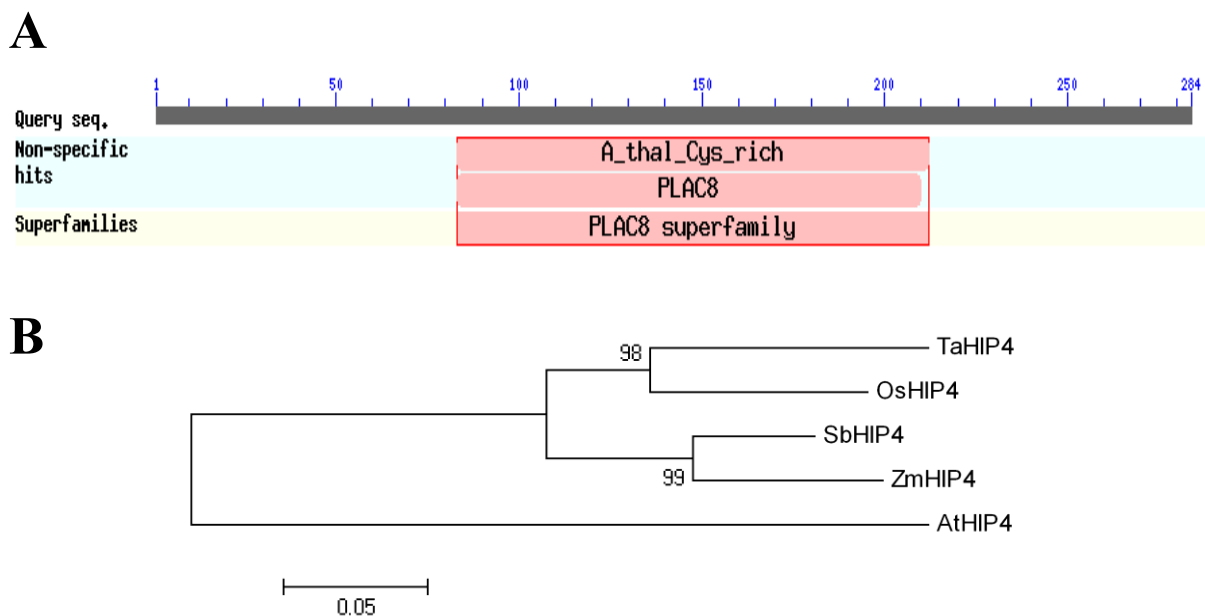 A
1 50 100 150 200 250 284
Query seq.
Non-specific
hits
A_thal_Cys_rich
PLAC8
Superfamilies PLAC8 superfamily
B
98 TaHIP4
OsHIP4
SbHIP4
99 ZmHIP4
AtHIP4
0.05